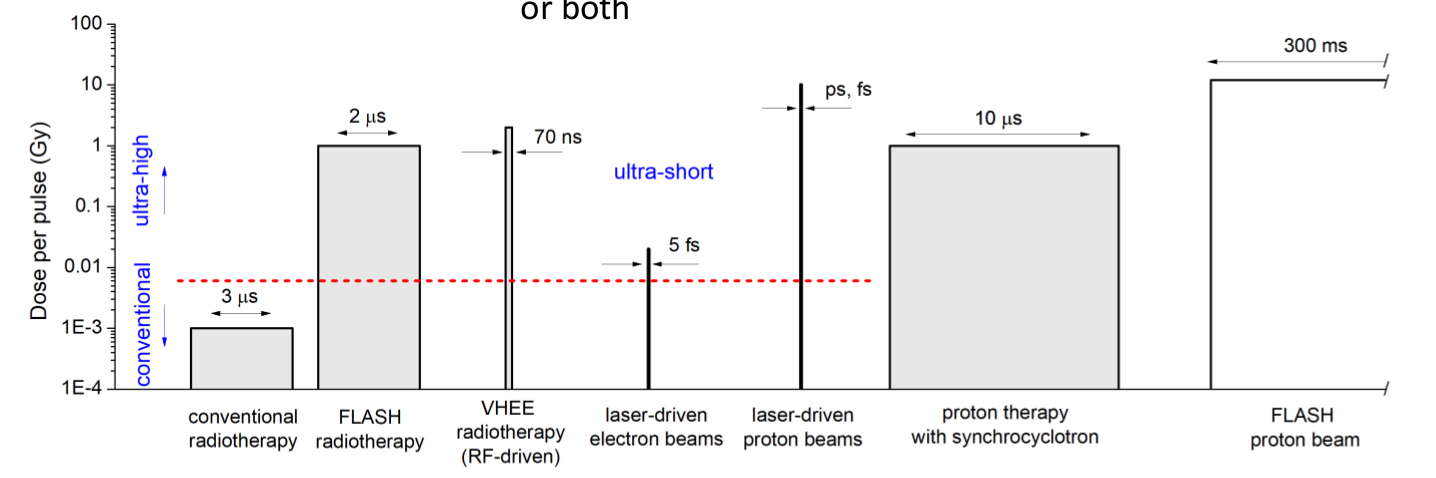 or both
100
10
1
0.1
0.01
1E-3
1E-4
Dose per pulse (Gy)
ultra-high
conventional
3 μs
2 μs
70 ns
ultra-short
5 fs
ps, fs
10 μs
300 ms
conventional
radiotherapy
FLASH
radiotherapy
VHEE
radiotherapy
(RF-driven)
laser-driven
electron beams
laser-driven
proton beams
proton therapy
with synchrocyclotron
FLASH
proton beam